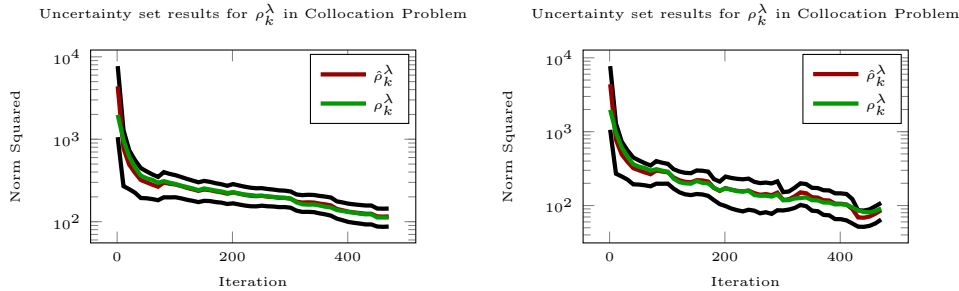 Uncertainty set results for ρ_k^λ in Collocation Problem
10^4
10^3
10^2
Norm Squared
0
200
400
Iteration
ρ̂_k^λ
ρ_k^λ
Uncertainty set results for ρ_k^λ in Collocation Problem
10^4
10^3
10^2
Norm Squared
0
200
400
Iteration
ρ̂_k^λ
ρ_k^λ